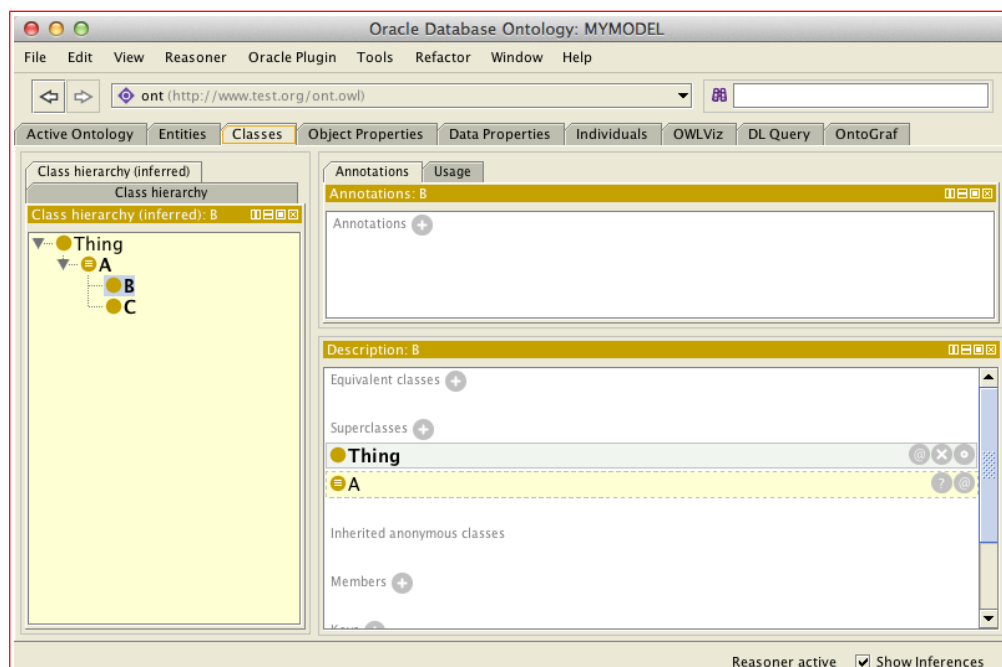 Oracle Database Ontology: MYMODEL
File Edit View Reasoner Oracle Plugin Tools Refactor Window Help
ont (http://www.test.org/ont.owl)
Active Ontology Entities Classes Object Properties Data Properties Individuals OWLViz DL Query OntoGraf
Class hierarchy (inferred)
Class hierarchy
Class hierarchy (inferred): B
Thing
A
B
C
Annotations Usage
Annotations: B
Annotations
Description: B
Equivalent classes
Superclasses
Thing
A
Inherited anonymous classes
Members
Keys
Reasoner active Show Inferences